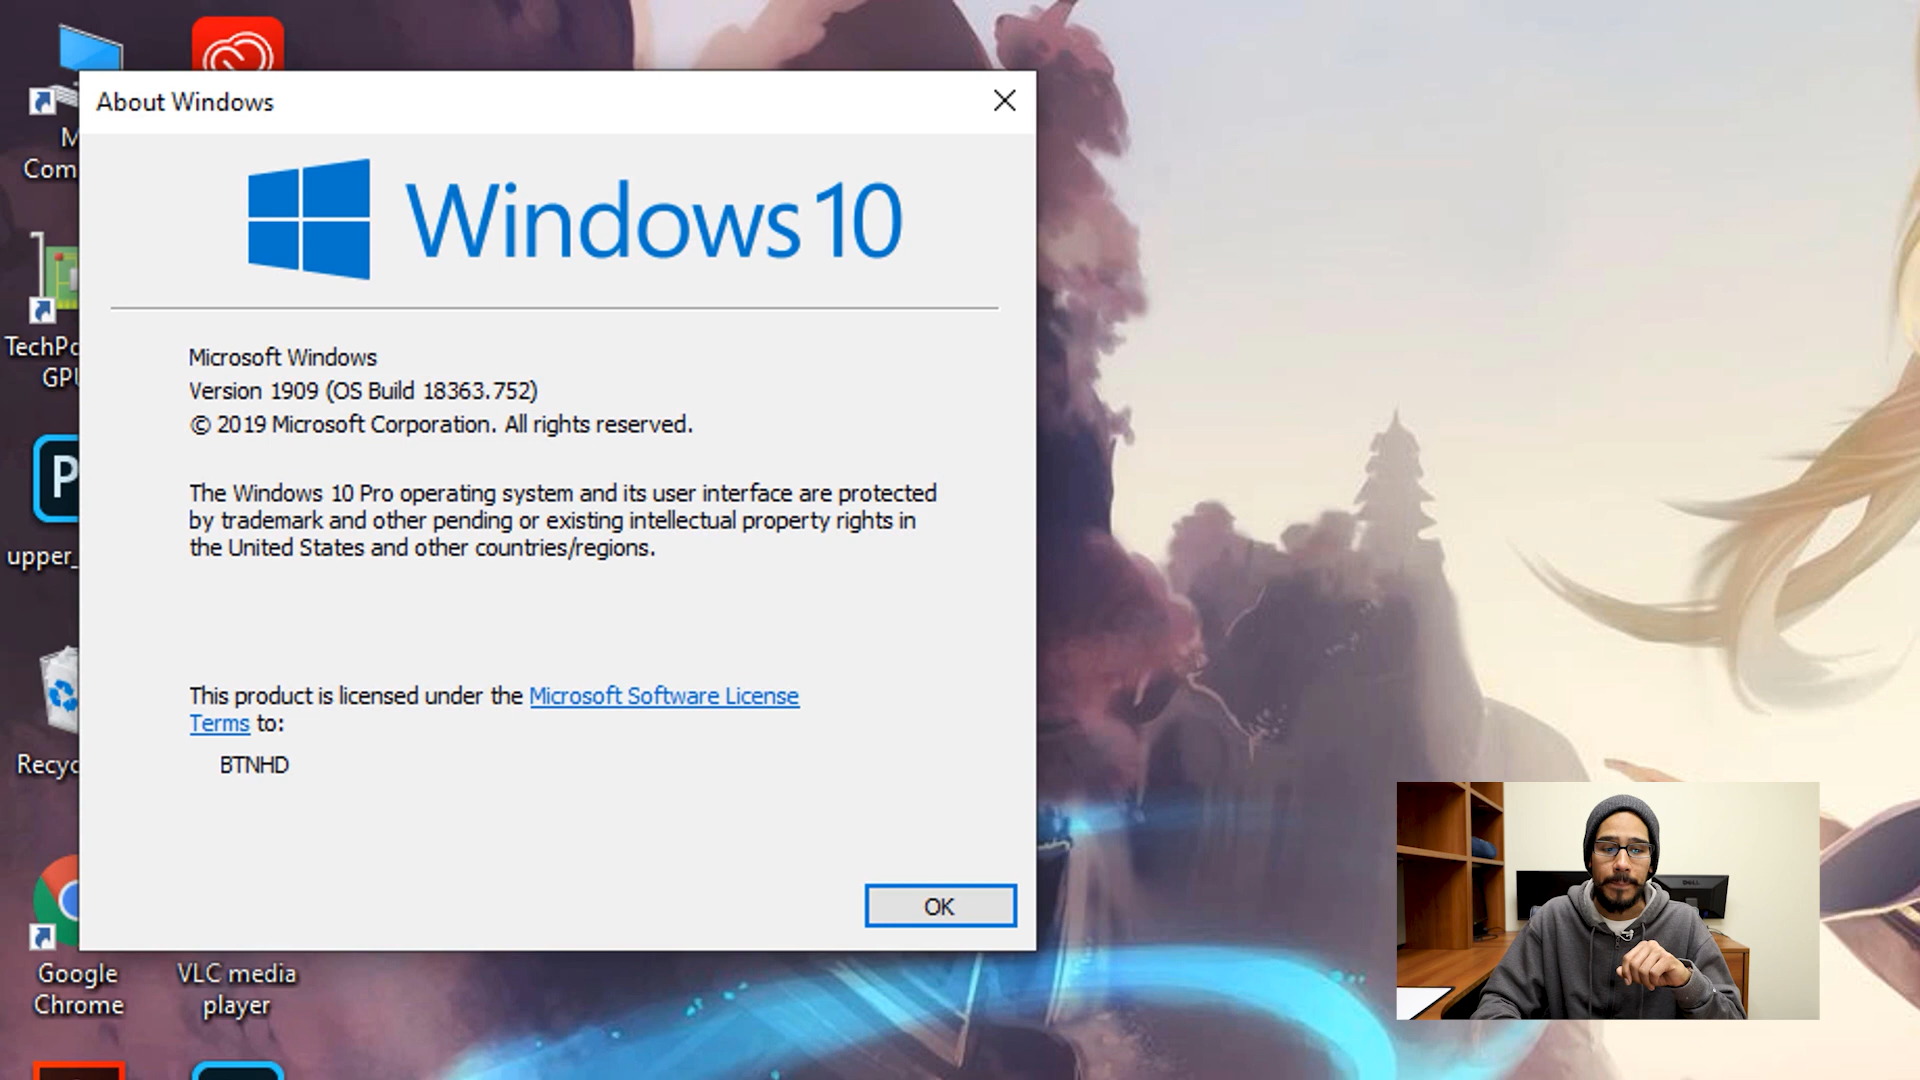 About Windows
Windows 10
Microsoft Windows
Version 1909 (OS Build 18363.752)
© 2019 Microsoft Corporation. All rights reserved.
The Windows 10 Pro operating system and its user interface are protected
by trademark and other pending or existing intellectual property rights in
the United States and other countries/regions.
This product is licensed under the Microsoft Software License
Terms to:
BTNHD
OK
M
Com
TechPo
GPU
P
upper_
Recyc
Google
Chrome
VLC media
player
DELL